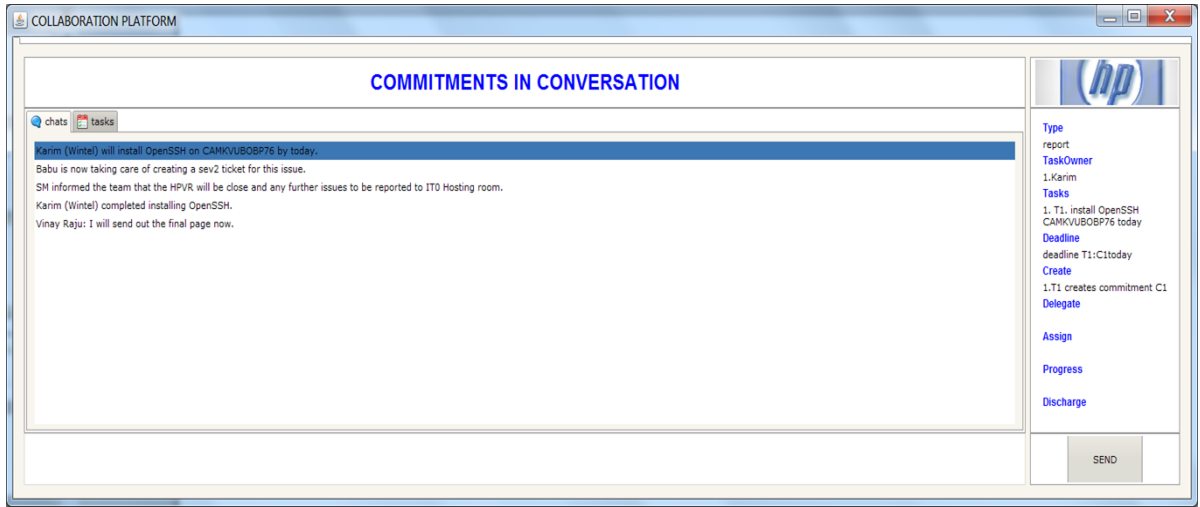 COLLABORATION PLATFORM
COMMITMENTS IN CONVERSATION
chats
tasks
Karim (Wintel) will install OpenSSH on CAMKVUBOBP76 by today.
Babu is now taking care of creating a sev2 ticket for this issue.
SM informed the team that the HPVR will be close and any further issues to be reported to IT0 Hosting room.
Karim (Wintel) completed installing OpenSSH.
Vinay Raju: I will send out the final page now.
hp
Type
report
TaskOwner
1.Karim
Tasks
1. T1. install OpenSSH
CAMKVUBOBP76 today
Deadline
deadline T1:C1today
Create
1.T1 creates commitment C1
Delegate
Assign
Progress
Discharge
SEND